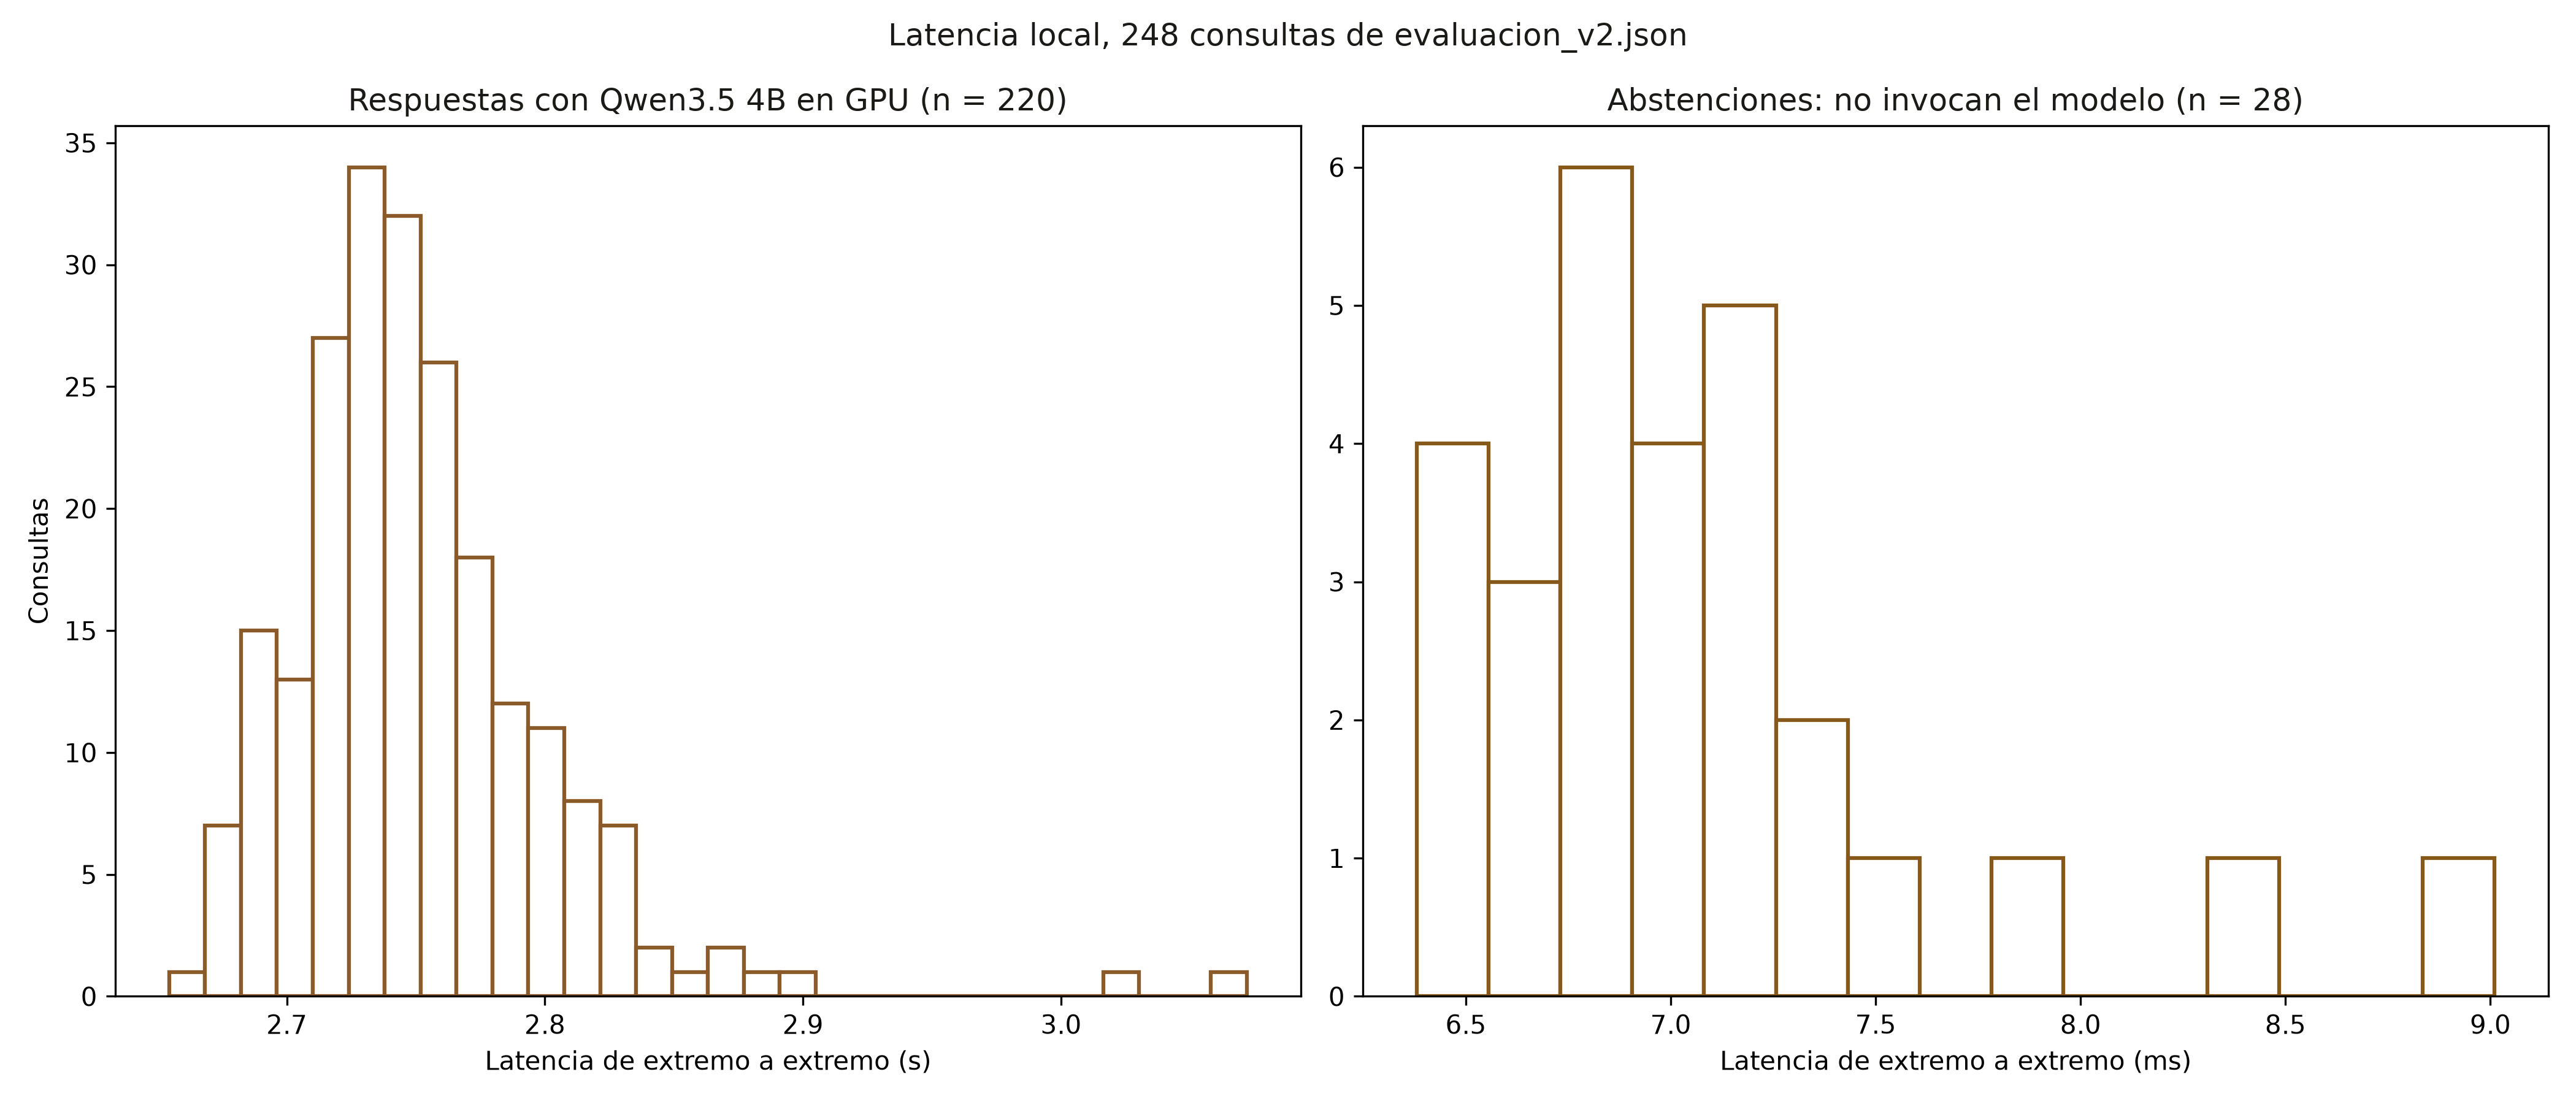 Latencia local, 248 consultas de evaluacion_v2.json
Respuestas con Qwen3.5 4B en GPU (n = 220)
Consultas
35
30
25
20
15
10
5
0
2.7 2.8 2.9 3.0
Latencia de extremo a extremo (s)
Abstenciones: no invocan el modelo (n = 28)
6
5
4
3
2
1
0
6.5 7.0 7.5 8.0 8.5 9.0
Latencia de extremo a extremo (ms)